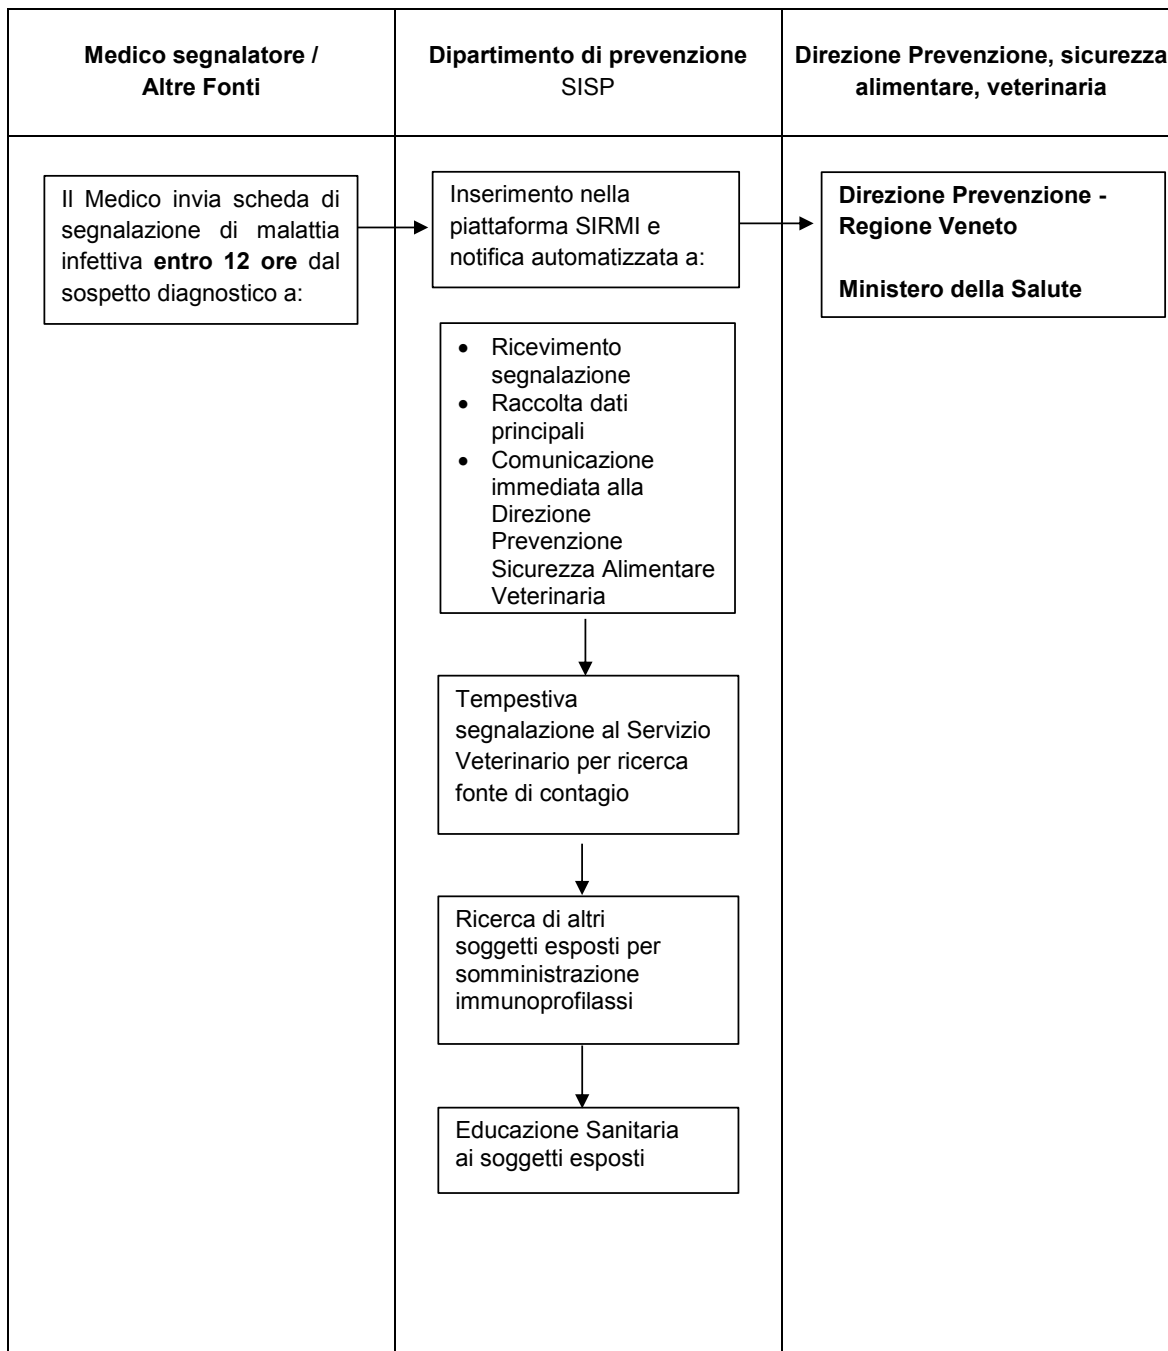 Medico segnalatore /
Altre Fonti
Dipartimento di prevenzione
SISP
Direzione Prevenzione, sicurezza
alimentare, veterinaria
Il Medico invia scheda di
segnalazione di malattia
infettiva entro 12 ore dal
sospetto diagnostico a:
Inserimento nella
piattaforma SIRMI e
notifica automatizzata a:
Direzione Prevenzione -
Regione Veneto
Ministero della Salute
• Ricevimento
segnalazione
• Raccolta dati
principali
• Comunicazione
immediata alla
Direzione
Prevenzione
Sicurezza Alimentare
Veterinaria
Tempestiva
segnalazione al Servizio
Veterinario per ricerca
fonte di contagio
Ricerca di altri
soggetti esposti per
somministrazione
immunoprofilassi
Educazione Sanitaria
ai soggetti esposti